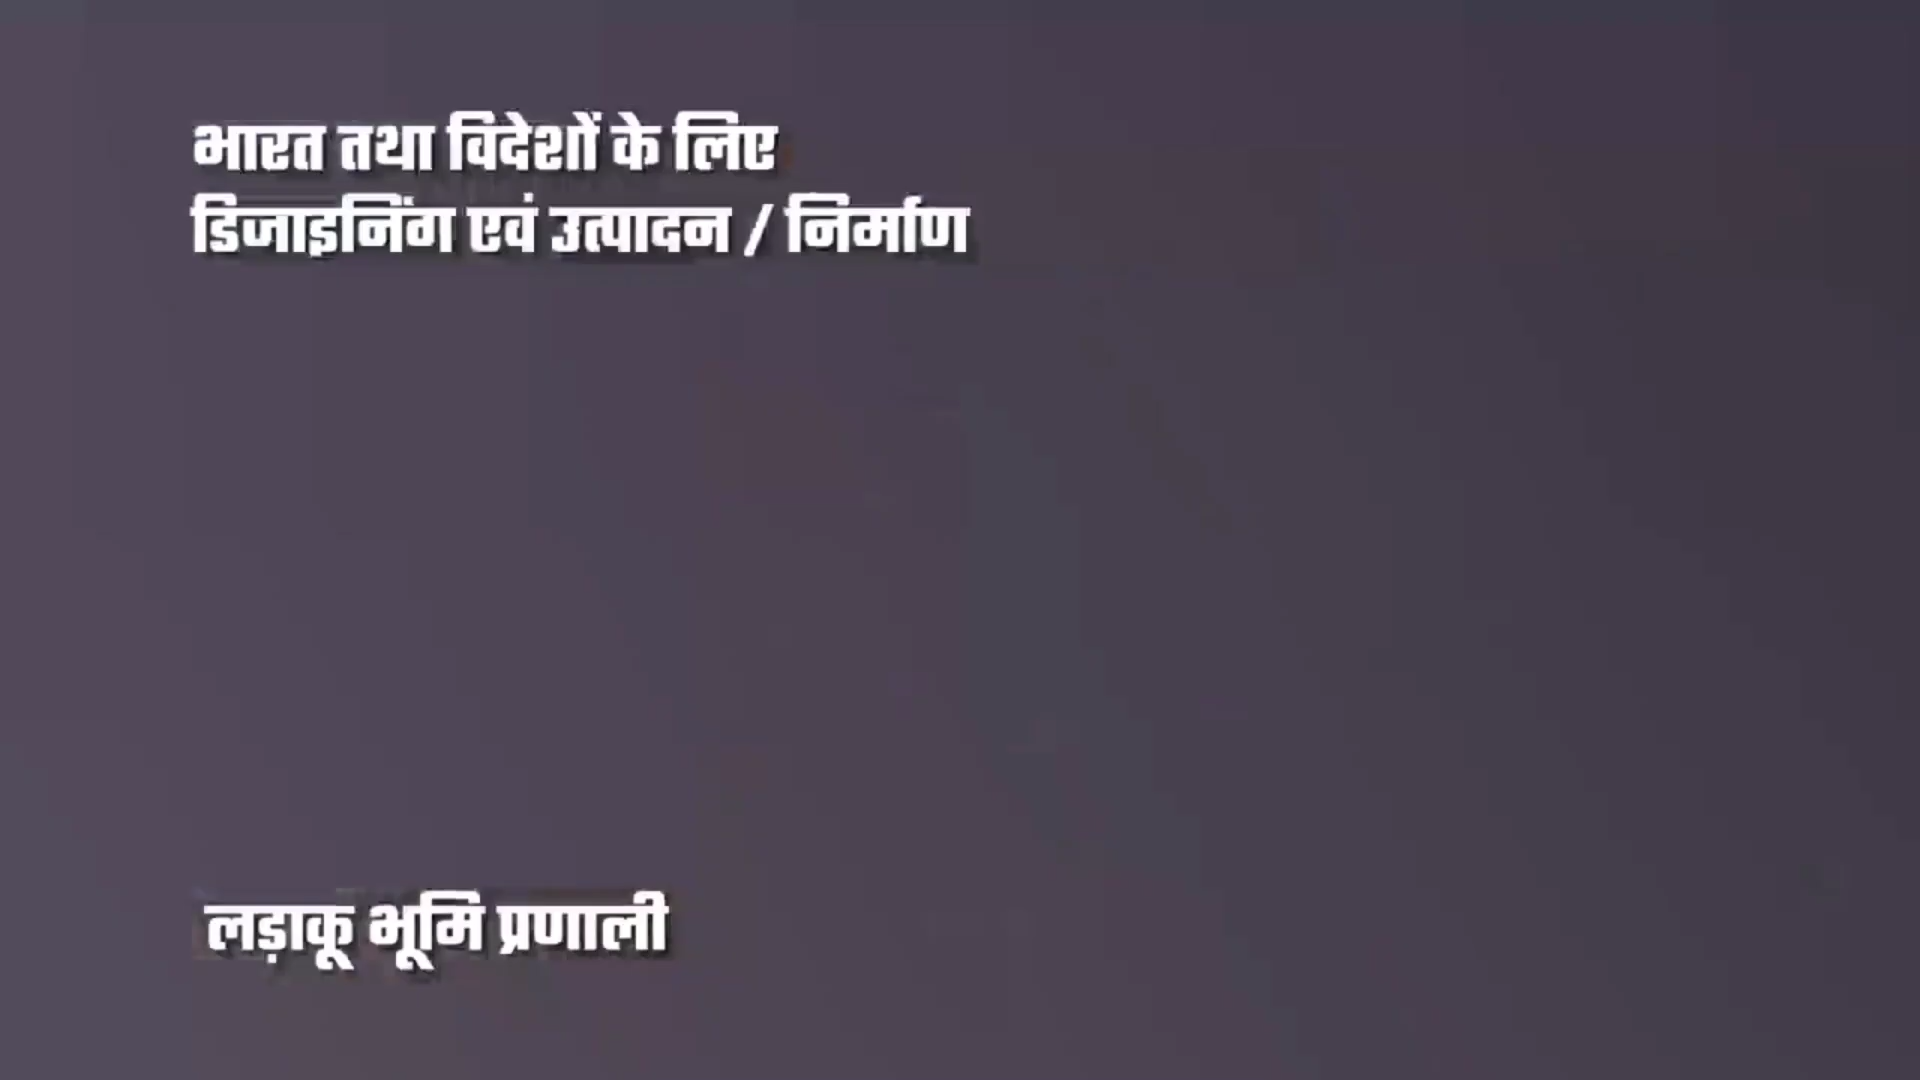 भारत तथा विदेशों के लिए
डिजाइनिंग एवं उत्पादन / निर्माण
लड़ाकू भूमि प्रणाली